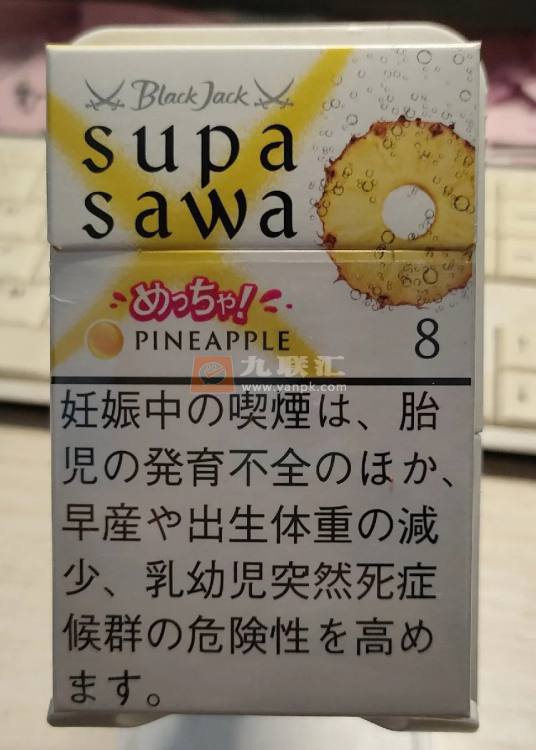 Black Jack
supa
sawa
めっちゃ!
PINEAPPLE
8
九联汇
www.vanpk.com
妊娠中の喫煙は、胎
児の発育不全のほか、
早産や出生体重の減
少、乳幼児突然死症
候群の危険性を高め
ます。